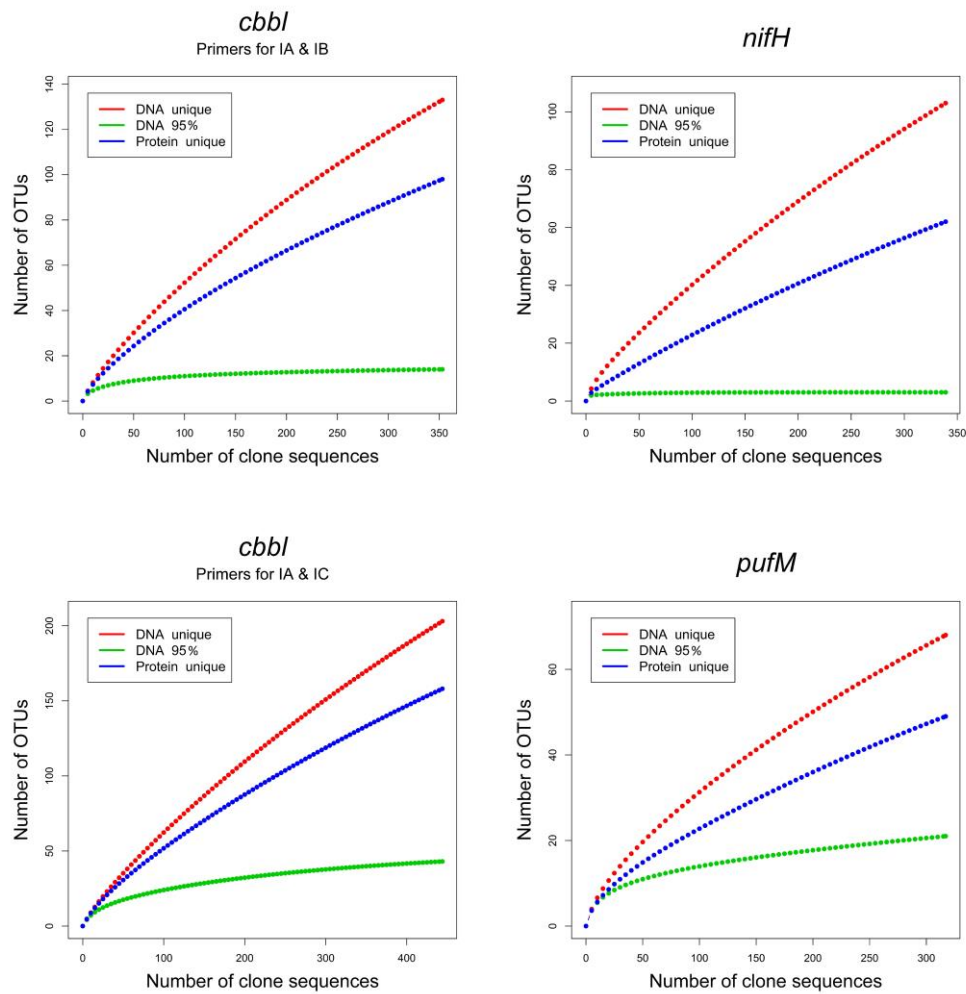 cbbl
Primers for IA & IB
140
120
100
80
60
40
20
0
Number of OTUs
DNA unique
DNA 95%
Protein unique
0 50 100 150 200 250 300 350
Number of clone sequences
nifH
100
80
60
40
20
0
Number of OTUs
DNA unique
DNA 95%
Protein unique
0 50 100 150 200 250 300 350
Number of clone sequences
cbbl
Primers for IA & IC
200
150
100
50
0
Number of OTUs
DNA unique
DNA 95%
Protein unique
0 100 200 300 400
Number of clone sequences
pufM
60
40
20
0
Number of OTUs
DNA unique
DNA 95%
Protein unique
0 50 100 150 200 250 300
Number of clone sequences